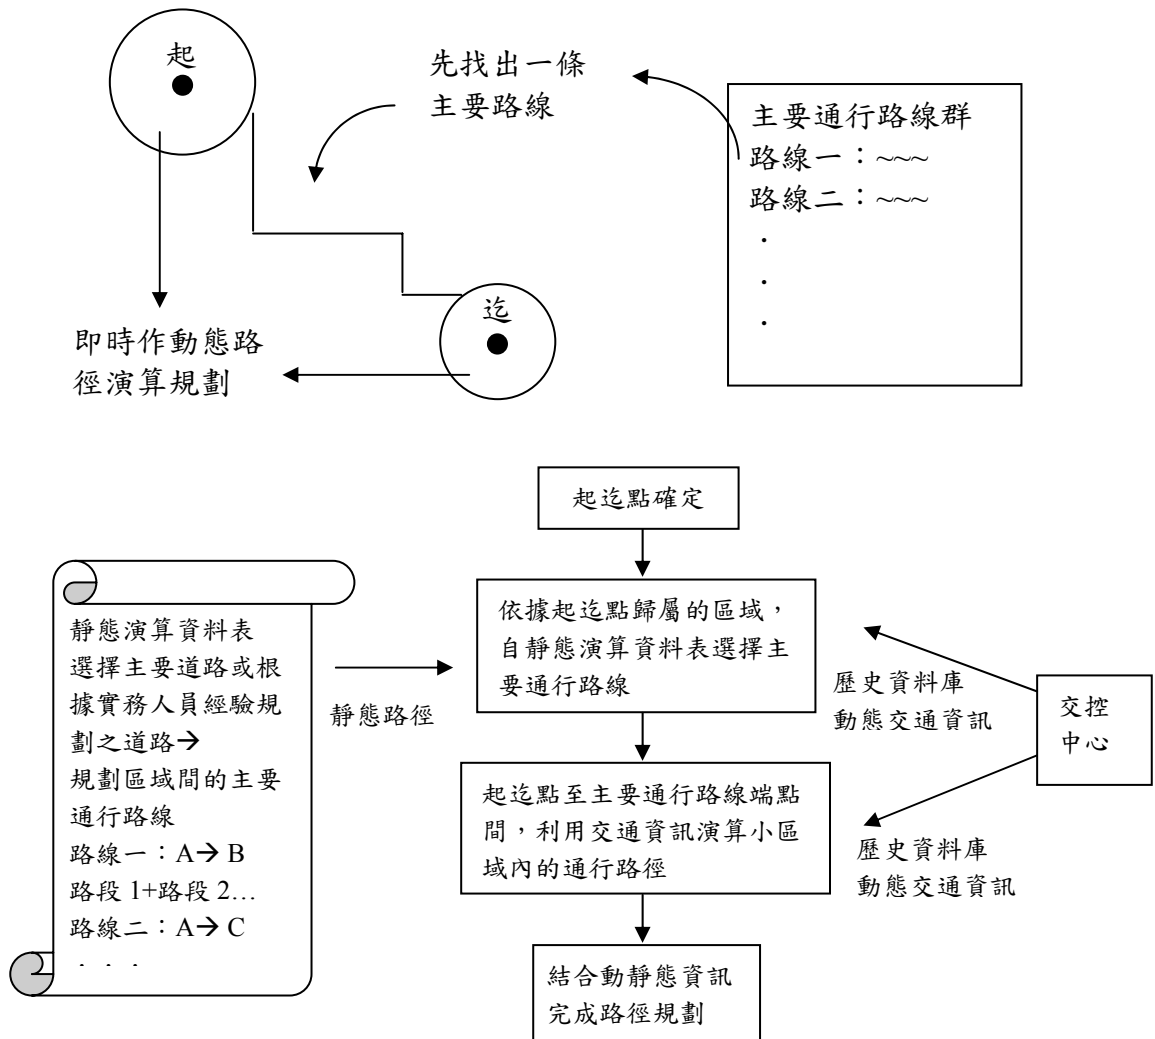 起
先找出一條
主要路線
主要通行路線群
路線一：~~~
路線二：~~~
．
．
．
迄
即時作動態路
徑演算規劃
起迄點確定
靜態演算資料表
選擇主要道路或根
據實務人員經驗規
劃之道路→
規劃區域間的主要
通行路線
路線一：A→ B
路段 1+路段 2…
路線二：A→ C
．．．
靜態路徑
依據起迄點歸屬的區域，
自靜態演算資料表選擇主
要通行路線
歷史資料庫
動態交通資訊
交控
中心
起迄點至主要通行路線端點
間，利用交通資訊演算小區
域內的通行路徑
歷史資料庫
動態交通資訊
結合動靜態資訊
完成路徑規劃